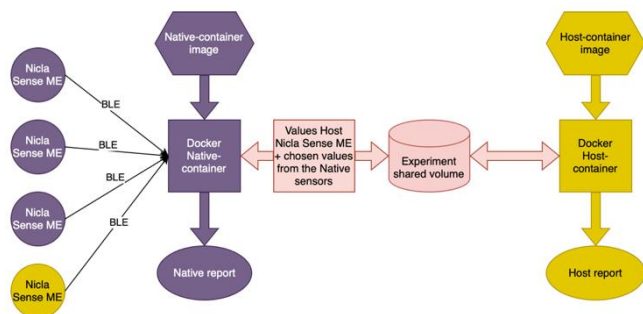 Native-container
image
Host-container
image
Nicla
Sense ME
BLE
Nicla
Sense ME
BLE
Docker
Native-
container
Values Host
Nicla Sense ME
+ chosen values
from the Native
sensors
Experiment
shared volume
Docker
Host-
container
Nicla
Sense ME
BLE
Nicla
Sense ME
BLE
Native report
Host report